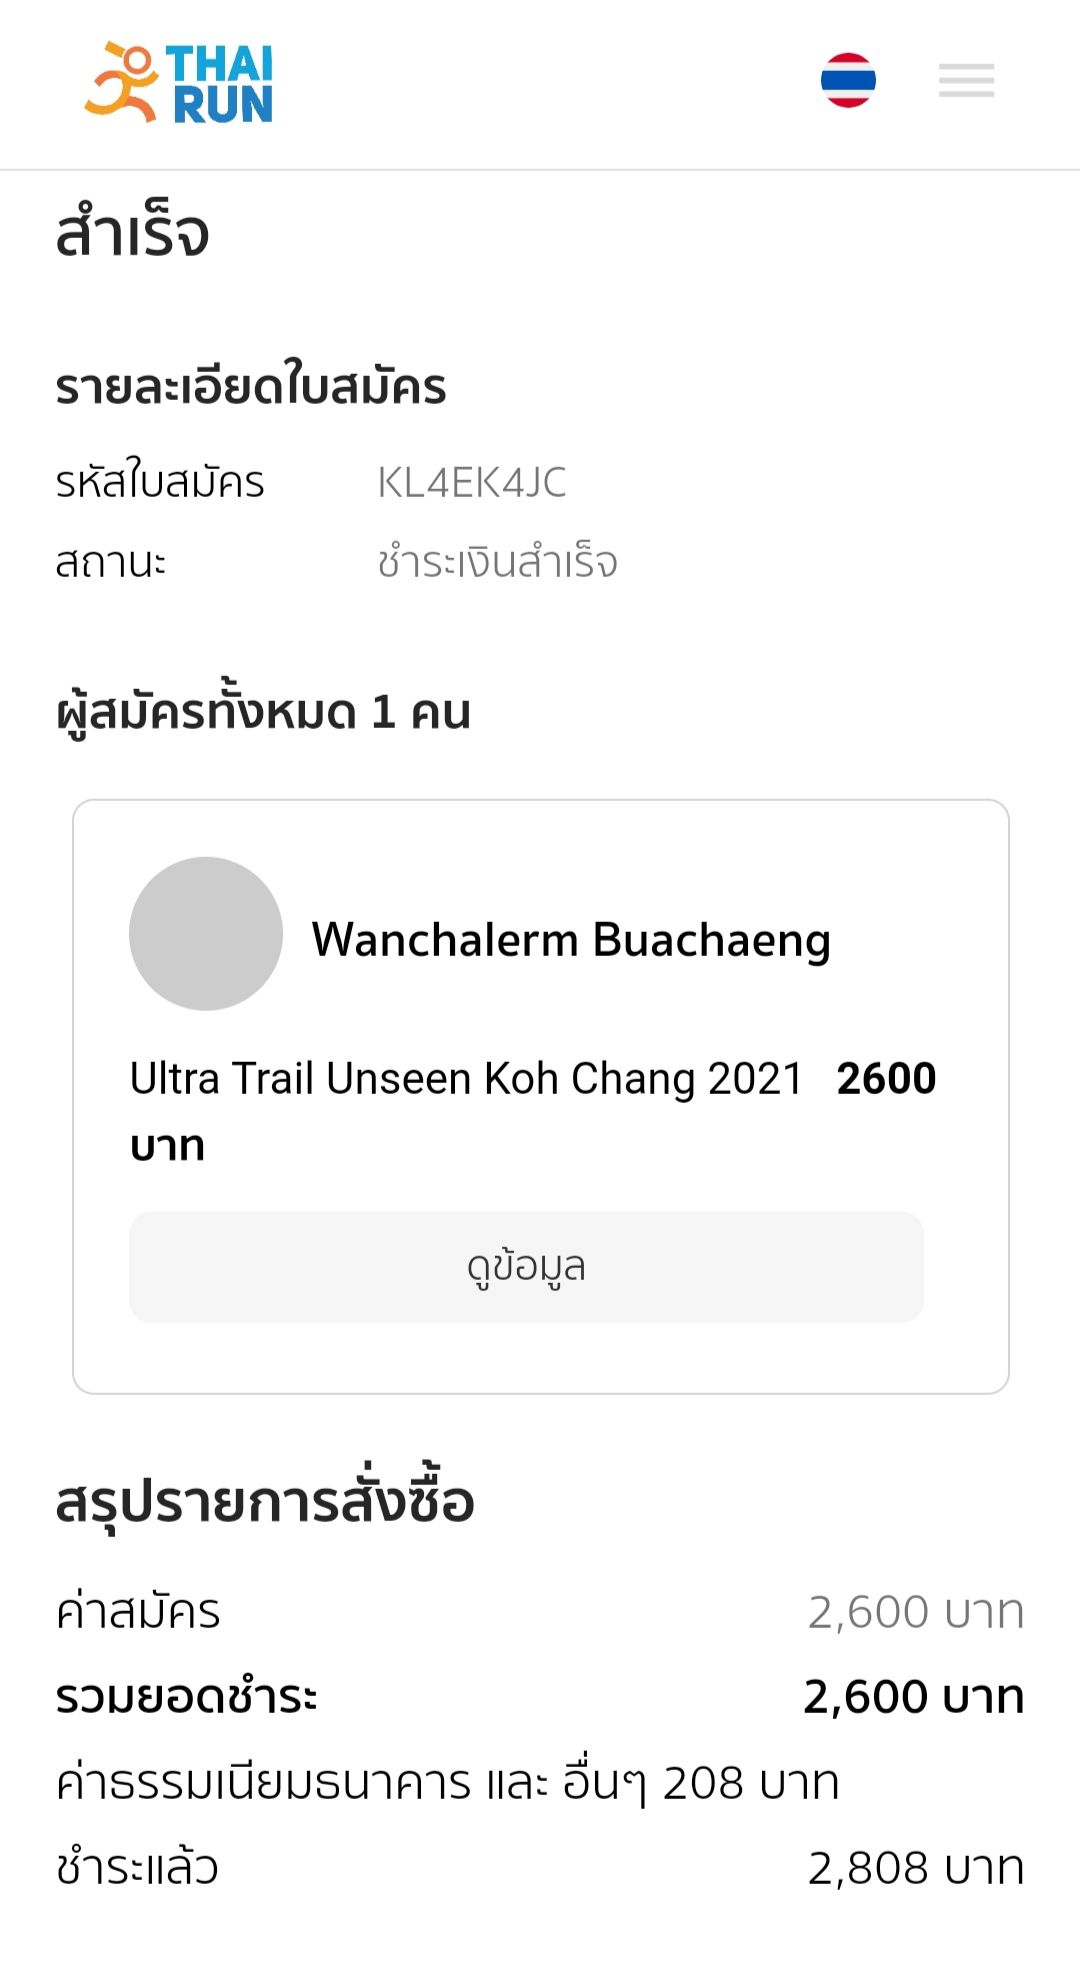 THAI
RUN
สำเร็จ
รายละเอียดใบสมัคร
รหัสใบสมัคร KL4EK4JC
สถานะ ชำระเงินสำเร็จ
ผู้สมัครทั้งหมด 1 คน
Wanchalerm Buachaeng
Ultra Trail Unseen Koh Chang 2021 2600
บาท
ดูข้อมูล
สรุปรายการสั่งซื้อ
ค่าสมัคร 2,600 บาท
รวมยอดชำระ 2,600 บาท
ค่าธรรมเนียมธนาคาร และ อื่นๆ 208 บาท
ชำระแล้ว 2,808 บาท